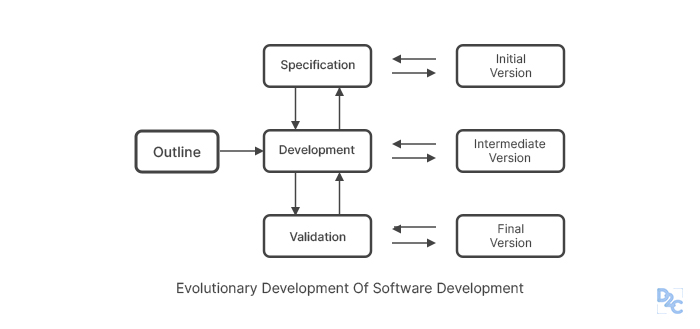 Specification
Initial
Version
Outline
Development
Intermediate
Version
Validation
Final
Version
Evolutionary Development Of Software Development
D2C